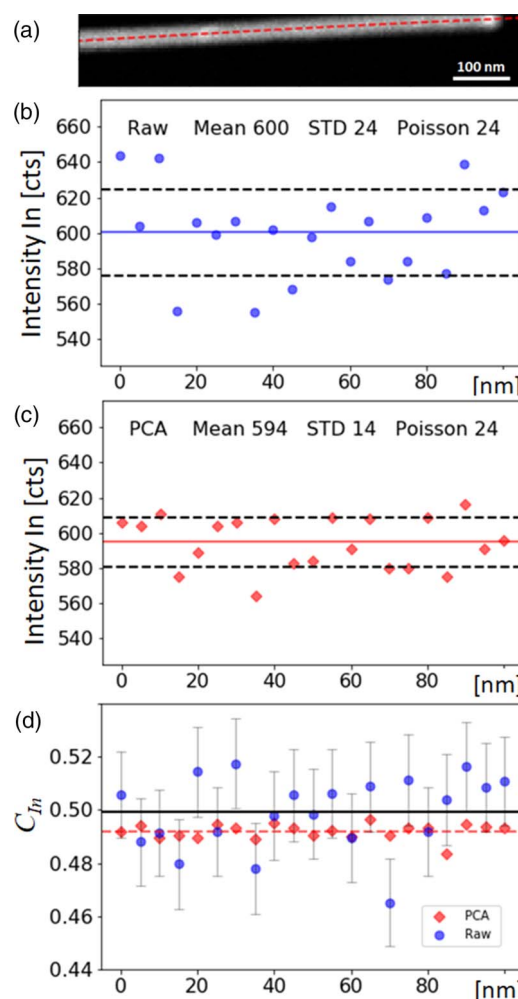 (a)
100 nm
(b)
660
640
620
600
580
560
540
Intensity In [cts]
Raw Mean 600 STD 24 Poisson 24
0 20 40 60 80 [nm]
(c)
660
640
620
600
580
560
540
Intensity In [cts]
PCA Mean 594 STD 14 Poisson 24
0 20 40 60 80 [nm]
(d)
0.52
0.50
0.48
0.46
0.44
C_In
PCA
Raw
0 20 40 60 80 [nm]